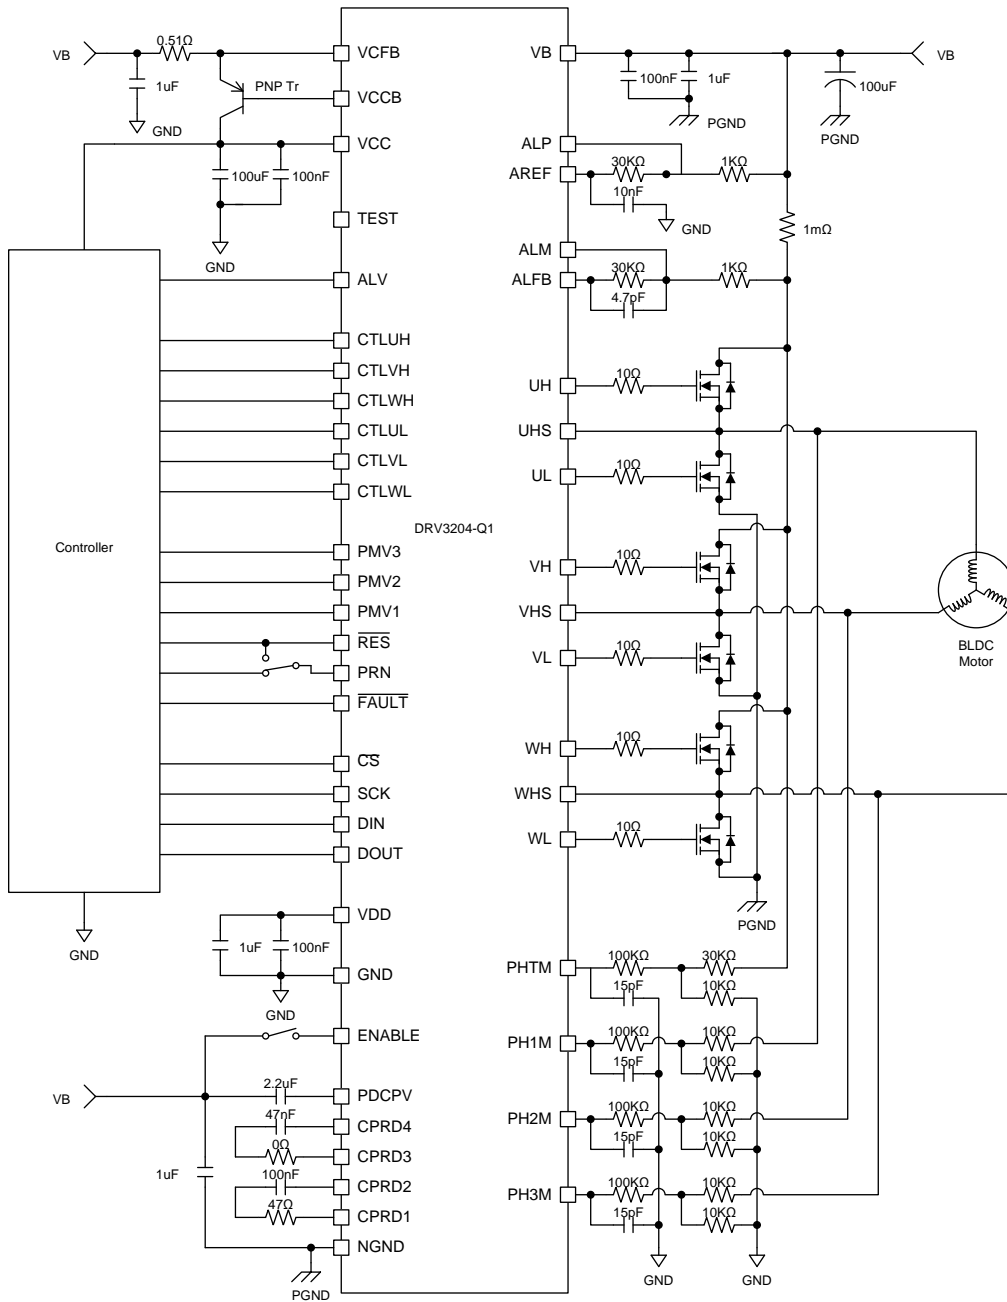 VB
0.51Ω
1uF
GND
PNP Tr
VCFB
VCCB
VCC
100uF
100nF
GND
TEST
ALV
CTLUH
CTLVH
CTLWH
CTLUL
CTLVL
CTLWL
PMV3
PMV2
PMV1
RES
PRN
FAULT
CS
SCK
DIN
DOUT
Controller
GND
VDD
1uF
100nF
GND
GND
ENABLE
VB
2.2uF
PDCPV
47nF
CPRD4
0Ω
CPRD3
100nF
CPRD2
47Ω
CPRD1
1uF
NGND
PGND
DRV3204-Q1
VB
100nF
1uF
PGND
100uF
PGND
VB
ALP
AREF
30KΩ
10nF
GND
1KΩ
1mΩ
ALM
ALFB
30KΩ
4.7pF
1KΩ
UH
10Ω
UHS
UL
10Ω
VH
10Ω
VHS
VL
10Ω
WH
10Ω
WHS
WL
10Ω
PGND
BLDC
Motor
PHTM
100KΩ
30KΩ
15pF
10KΩ
PH1M
100KΩ
10KΩ
15pF
10KΩ
PH2M
100KΩ
10KΩ
15pF
10KΩ
PH3M
100KΩ
10KΩ
15pF
10KΩ
GND
GND